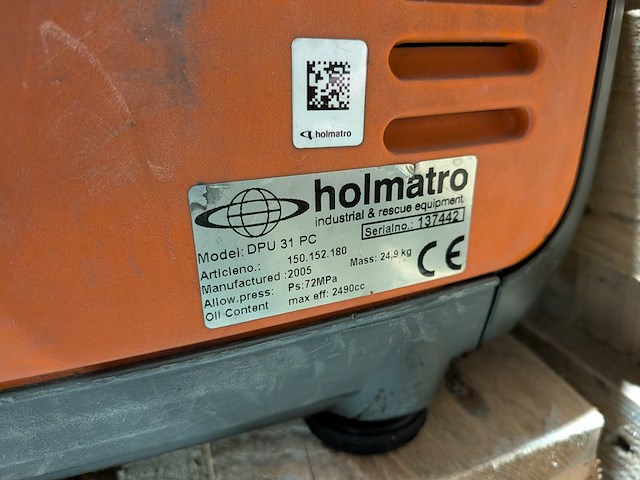 holmatro
holmatro
industrial & rescue equipment
Serialno.: 137442
Model: DPU 31 PC
Articleno.: 150.152.180
Manufactured :2005 Mass: 24,9 kg
Allow.press: Ps:72MPa
Oil Content max eff: 2490cc
CE